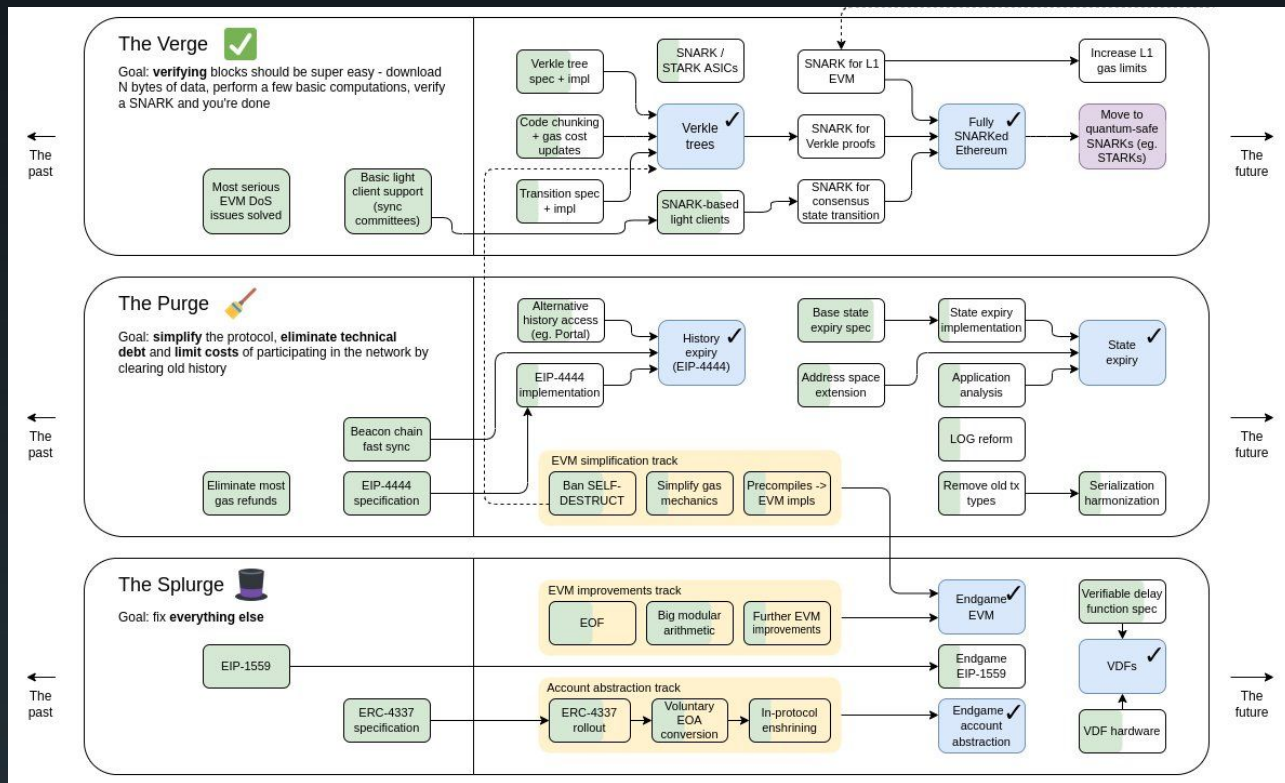 The Verge
Goal: verifying blocks should be super easy - download
N bytes of data, perform a few basic computations, verify
a SNARK and you're done
The
past
Most serious
EVM DoS
issues solved
Basic light
client support
(sync
committees)
Verkle tree
spec + impl
Code chunking
+ gas cost
updates
Transition spec
+ impl
SNARK /
STARK ASICs
Verkle
trees
SNARK-based
light clients
SNARK for L1
EVM
SNARK for
Verkle proofs
SNARK for
consensus
state transition
Fully
SNARKed
Ethereum
Increase L1
gas limits
Move to
quantum-safe
SNARKs (eg.
STARKs)
The
future
The Purge
Goal: simplify the protocol, eliminate technical
debt and limit costs of participating in the network by
clearing old history
The
past
Eliminate most
gas refunds
Beacon chain
fast sync
EIP-4444
specification
Alternative
history access
(eg. Portal)
EIP-4444
implementation
History
expiry
(EIP-4444)
EVM simplification track
Ban SELF-
DESTRUCT
Simplify gas
mechanics
Precompiles ->
EVM impls
Base state
expiry spec
Address space
extension
State expiry
implementation
Application
analysis
LOG reform
Remove old tx
types
State
expiry
Serialization
harmonization
The
future
The Splurge
Goal: fix everything else
The
past
EIP-1559
ERC-4337
specification
EVM improvements track
EOF
Big modular
arithmetic
Further EVM
improvements
Account abstraction track
ERC-4337
rollout
Voluntary
EOA
conversion
In-protocol
enshrining
Endgame
EVM
Endgame
EIP-1559
Endgame
account
abstraction
Verifiable delay
function spec
VDFs
VDF hardware
The
future